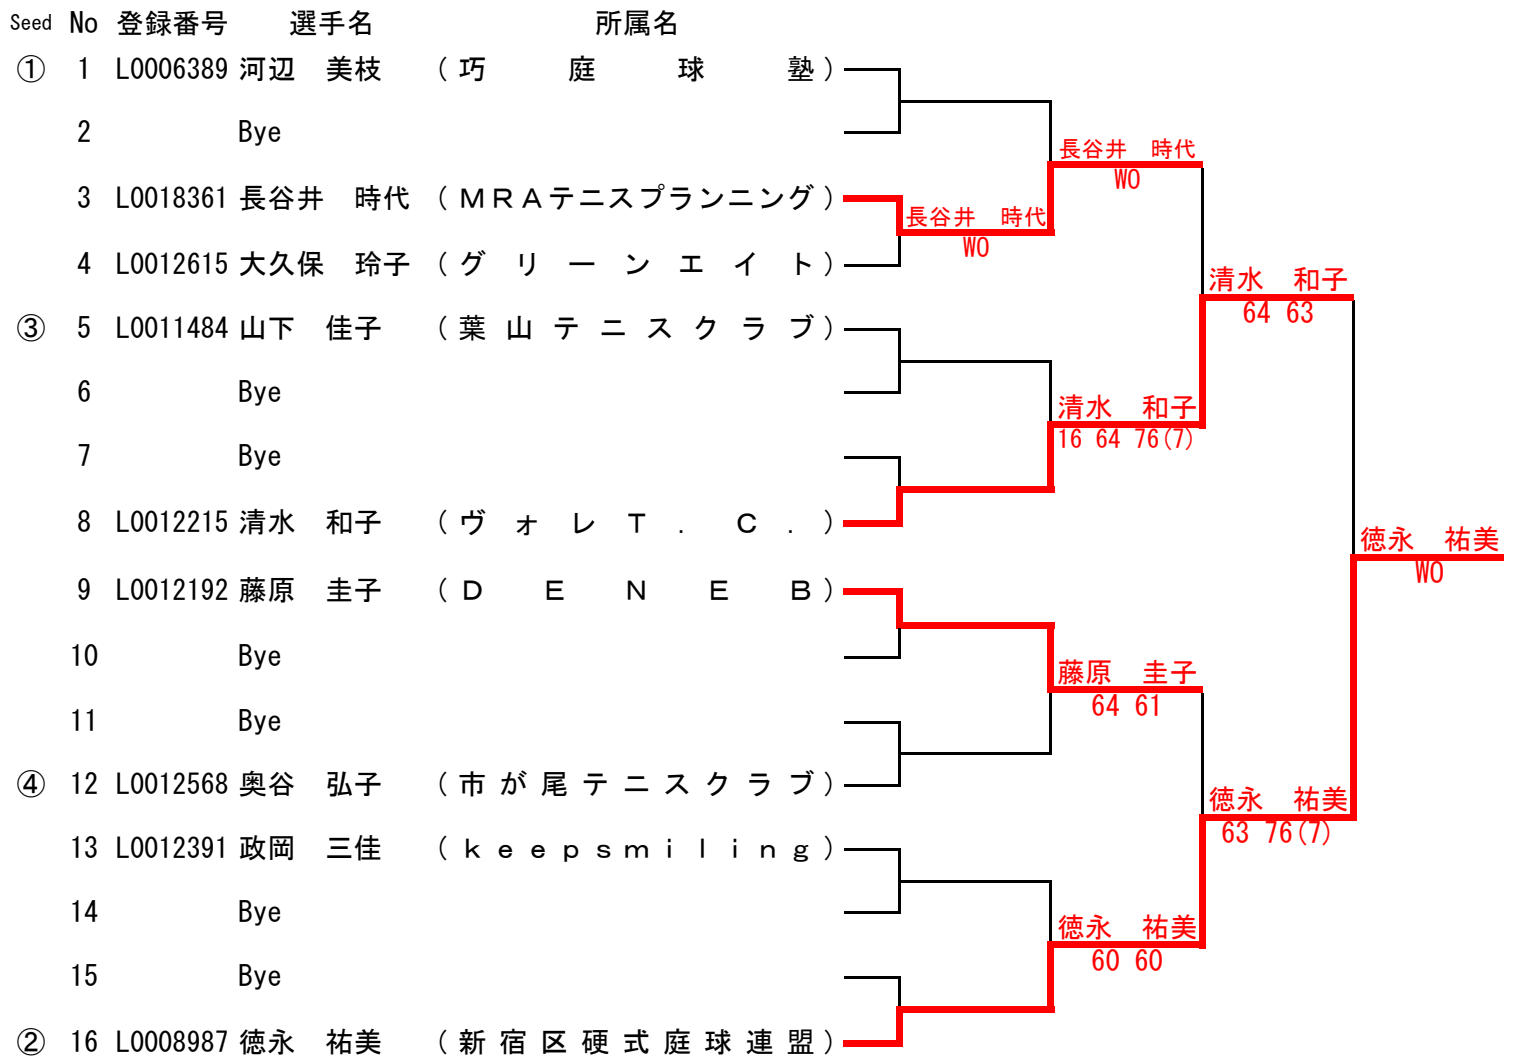 Seed No 登録番号 選手名 所属名
① 1 L0006389 河辺 美枝 (巧庭球塾)
2 Bye
長谷井 時代
WO
3 L0018361 長谷井 時代 (MRAテニスプランニング)
長谷井 時代
WO
4 L0012615 大久保 玲子 (グリーンエイト)
清水 和子
64 63
③ 5 L0011484 山下 佳子 (葉山テニスクラブ)
6 Bye
清水 和子
16 64 76(7)
7 Bye
8 L0012215 清水 和子 (ヴォレT.C.)
徳永 祐美
WO
9 L0012192 藤原 圭子 (DENEB)
10 Bye
藤原 圭子
64 61
11 Bye
④ 12 L0012568 奥谷 弘子 (市が尾テニスクラブ)
徳永 祐美
63 76(7)
13 L0012391 政岡 三佳 (keepsmiling)
14 Bye
徳永 祐美
60 60
15 Bye
② 16 L0008987 徳永 祐美 (新宿区硬式庭球連盟)